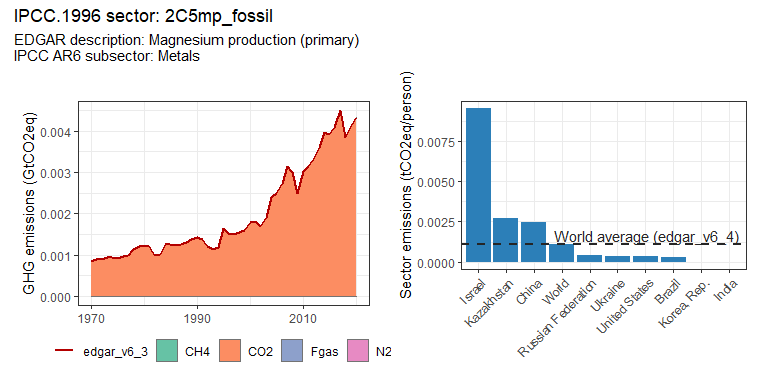 IPCC.1996 sector: 2C5mp_fossil
EDGAR description: Magnesium production (primary)
IPCC AR6 subsector: Metals
GHG emissions (GtCO2eq)
0.004
0.003
0.002
0.001
0.000
1970
1990
2010
edgar_v6_3
CH4
CO2
Fgas
N2
Sector emissions (tCO2eq/person)
0.0075
0.0050
0.0025
0.0000
World average (edgar_v6_4)
Israel
Kazakhstan
China
World
Russian Federation
Ukraine
United States
Brazil
Korea, Rep.
India